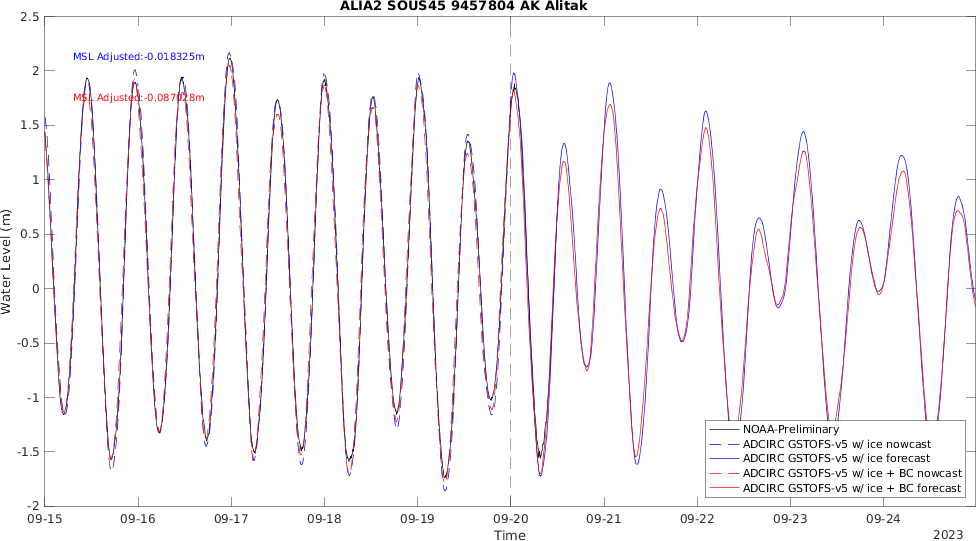 ALIA2 SOUS45 9457804 AK Alitak
MSL Adjusted:-0.018325m
MSL Adjusted:-0.087028m
Water Level (m)
2.5
2
1.5
1
0.5
0
-0.5
-1
-1.5
-2
09-15 09-16 09-17 09-18 09-19 09-20 09-21 09-22 09-23 09-24
Time
2023
NOAA-Preliminary
ADCIRC GSTOFS-v5 w/ ice nowcast
ADCIRC GSTOFS-v5 w/ ice forecast
ADCIRC GSTOFS-v5 w/ ice + BC nowcast
ADCIRC GSTOFS-v5 w/ ice + BC forecast